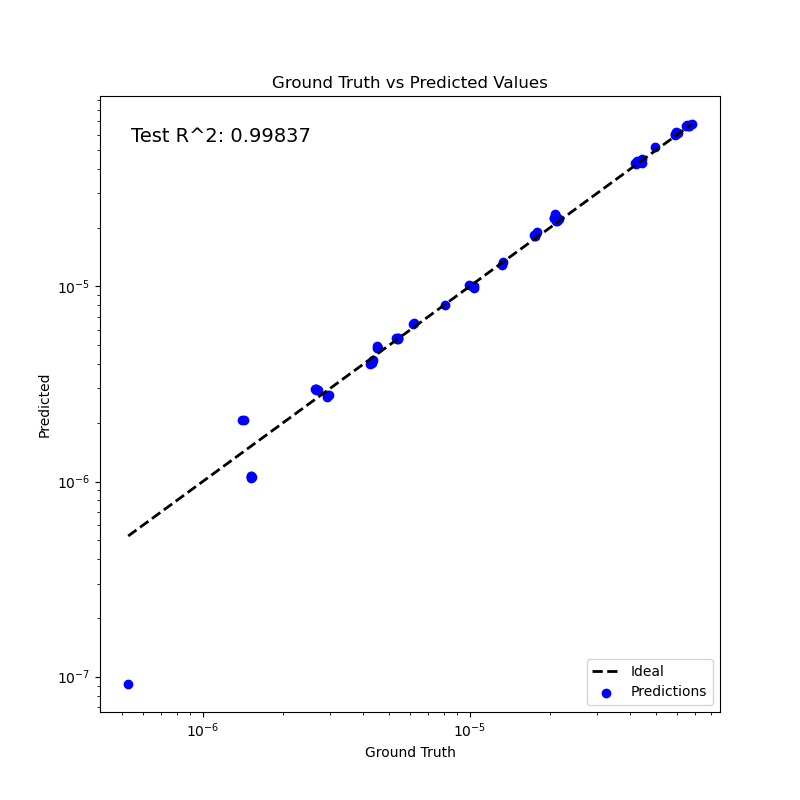 Ground Truth vs Predicted Values
Test R^2: 0.99837
Predicted
10⁻⁵
10⁻⁶
10⁻⁷
10⁻⁶
10⁻⁵
Ground Truth
Ideal
Predictions